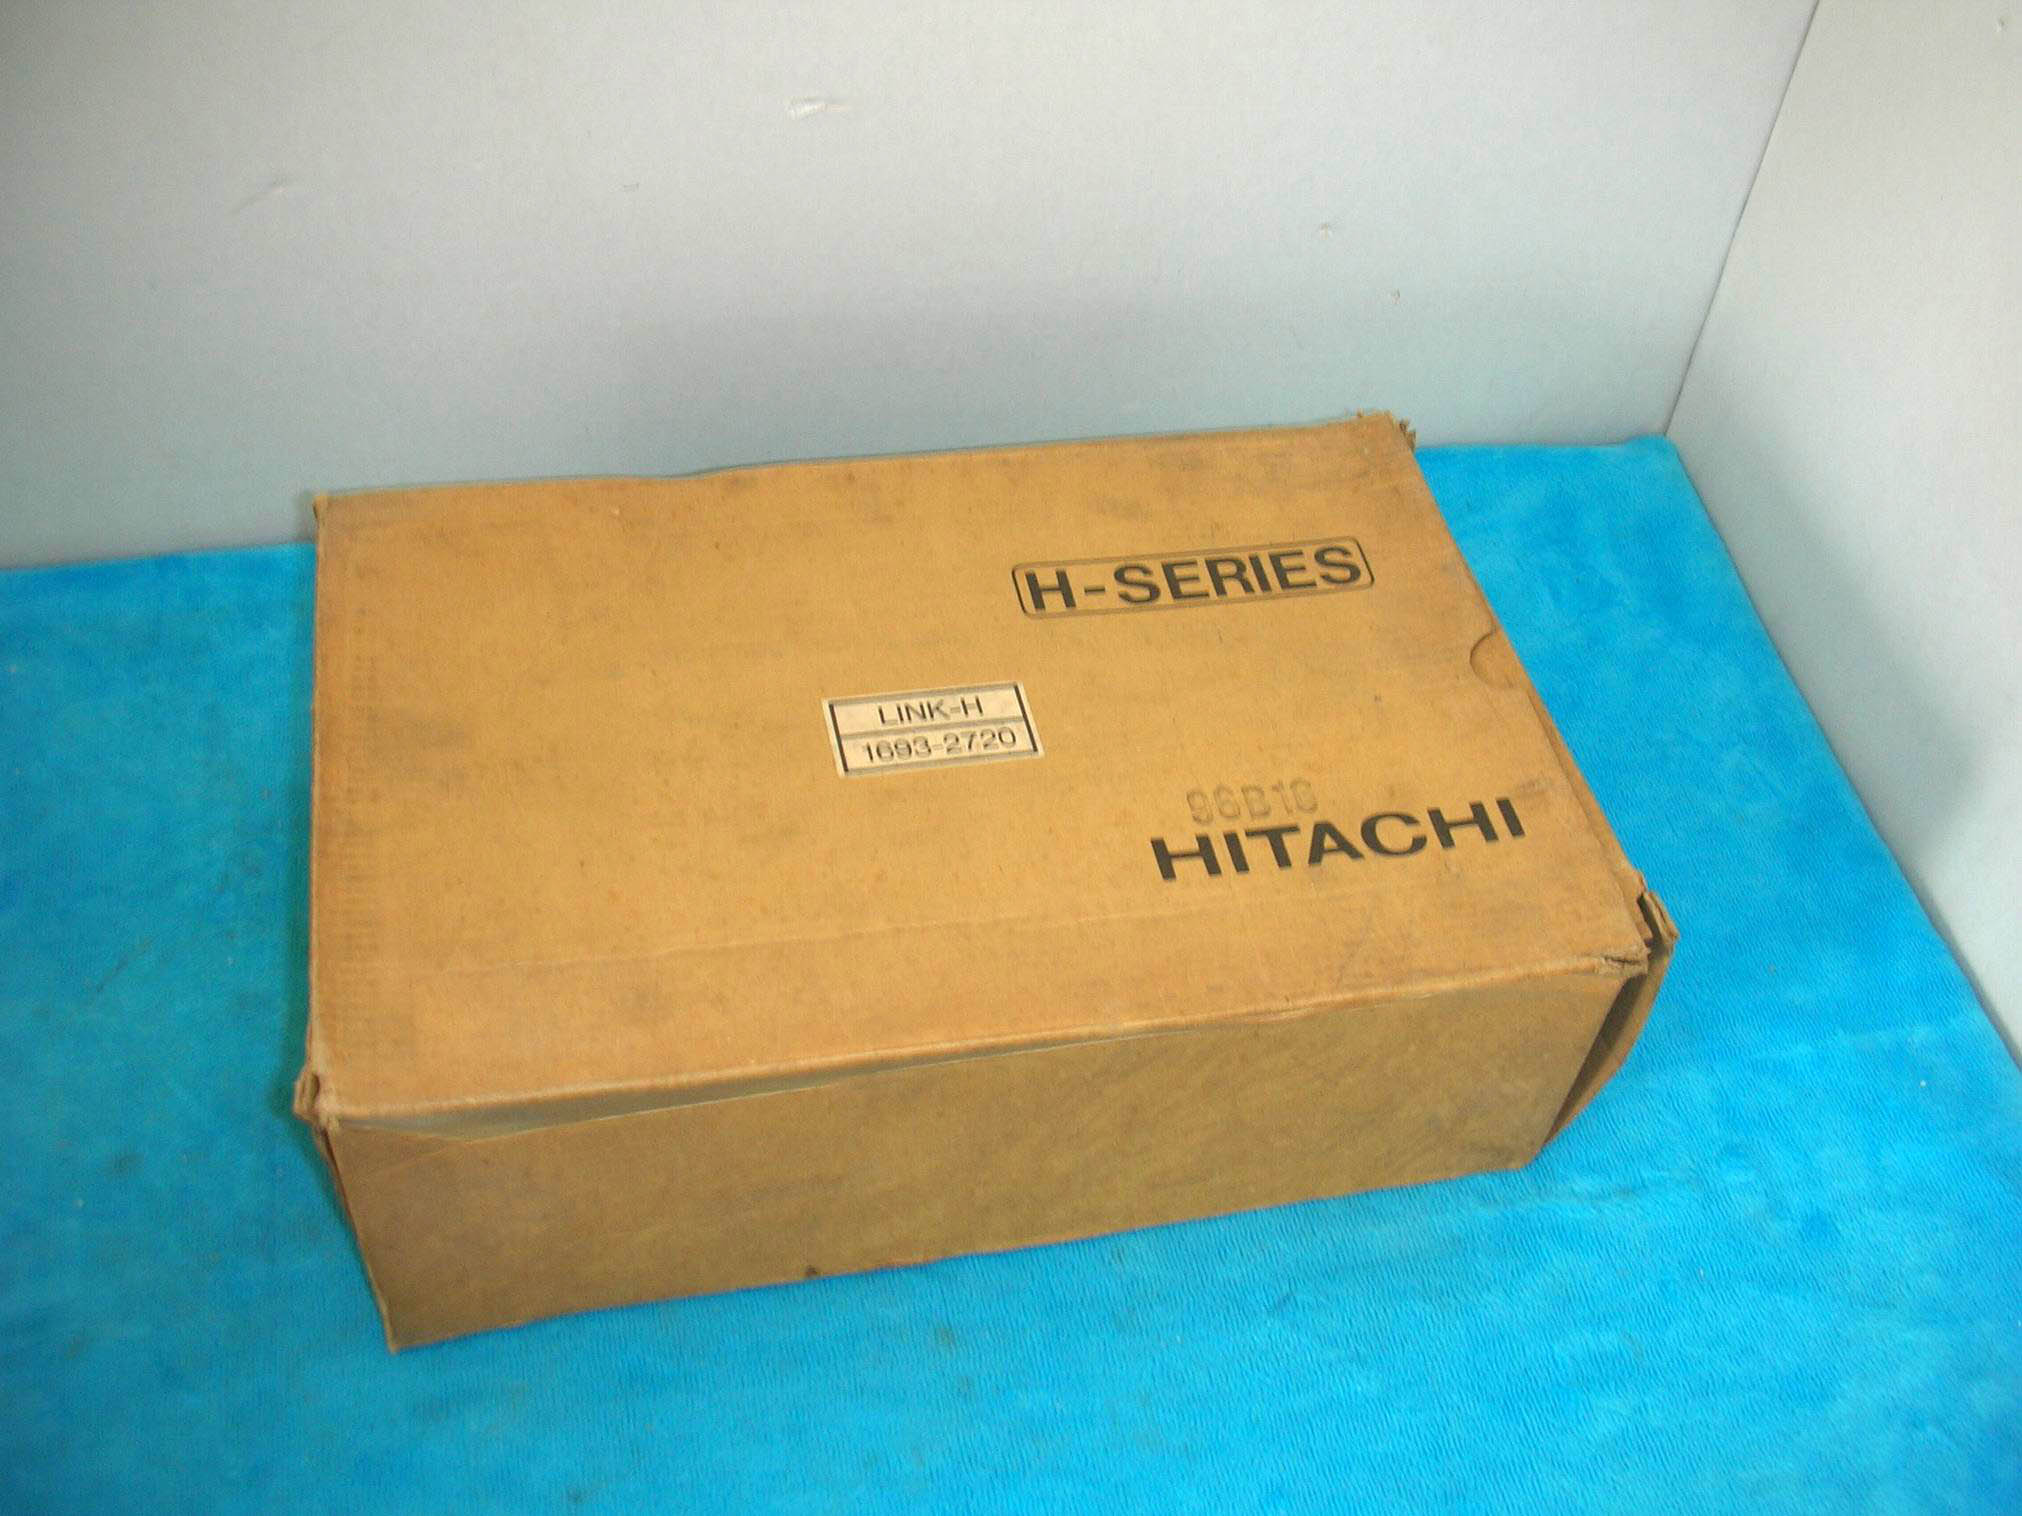 H-SERIES
LINK-H
1693-2720
96B16
HITACHI